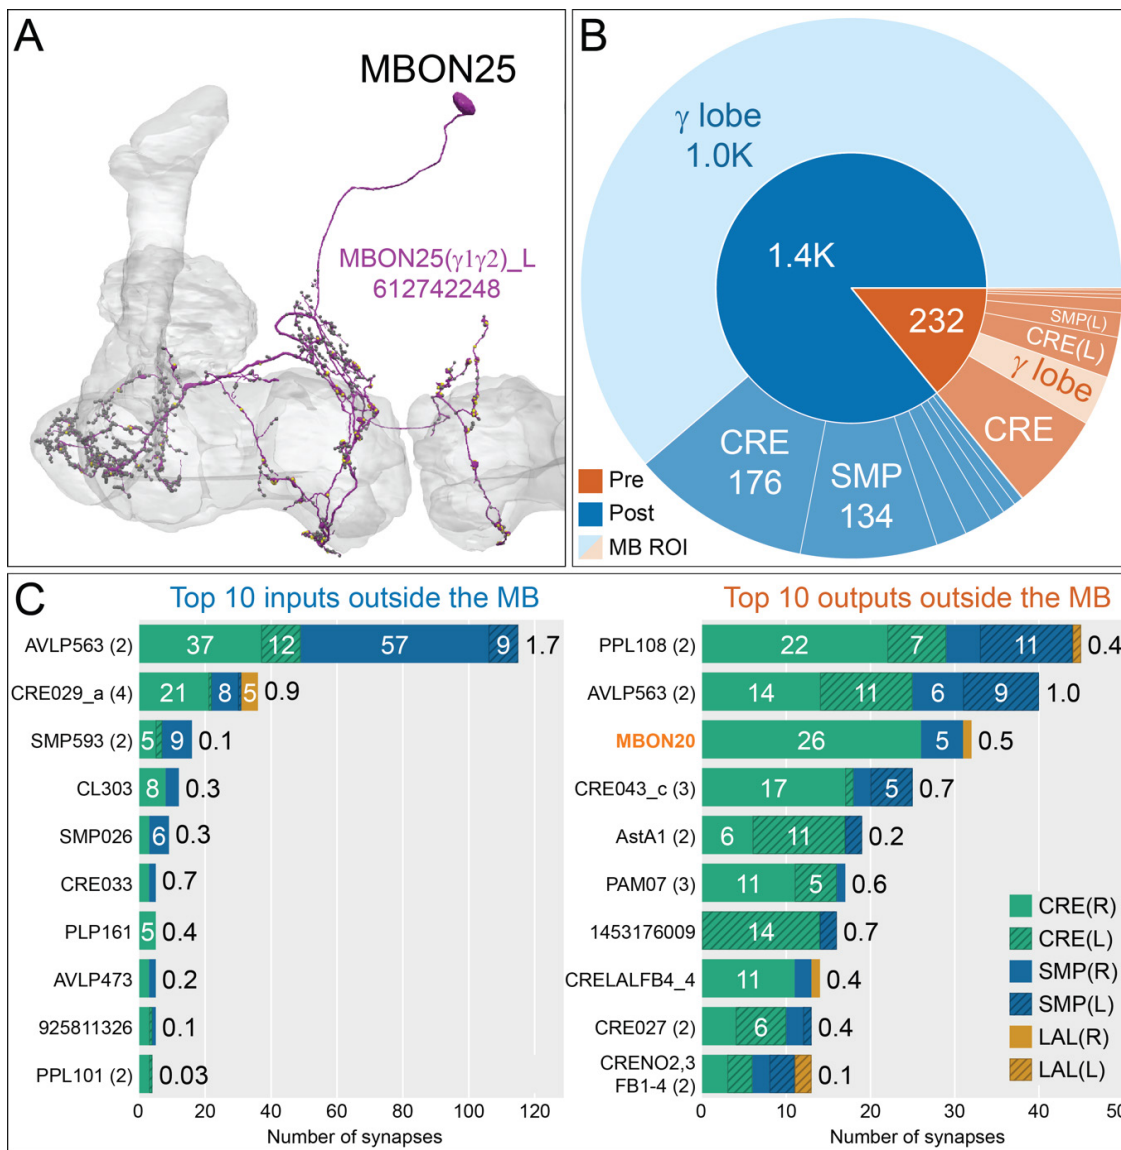 A
MBON25
MBON25(γ1γ2)_L
612742248
B
γ lobe
1.0K
1.4K
232
SMP(L)
CRE(L)
γ lobe
CRE
CRE
176
SMP
134
Pre
Post
MB ROI
C
Top 10 inputs outside the MB
AVLP563 (2) 37 12 57 9 1.7
CRE029_a (4) 21 8 5 0.9
SMP593 (2) 5 9 0.1
CL303 8 0.3
SMP026 6 0.3
CRE033 0.7
PLP161 5 0.4
AVLP473 0.2
925811326 0.1
PPL101 (2) 0.03
0 20 40 60 80 100 120
Number of synapses
Top 10 outputs outside the MB
PPL108 (2) 22 7 11 0.4
AVLP563 (2) 14 11 6 9 1.0
MBON20 26 5 0.5
CRE043_c (3) 17 5 0.7
AstA1 (2) 6 11 0.2
PAM07 (3) 11 5 0.6
1453176009 14 0.7
CRELALFB4_4 11 0.4
CRE027 (2) 6 0.4
CRENO2,3
FB1-4 (2) 0.1
0 10 20 30 40 50
Number of synapses
CRE(R)
CRE(L)
SMP(R)
SMP(L)
LAL(R)
LAL(L)